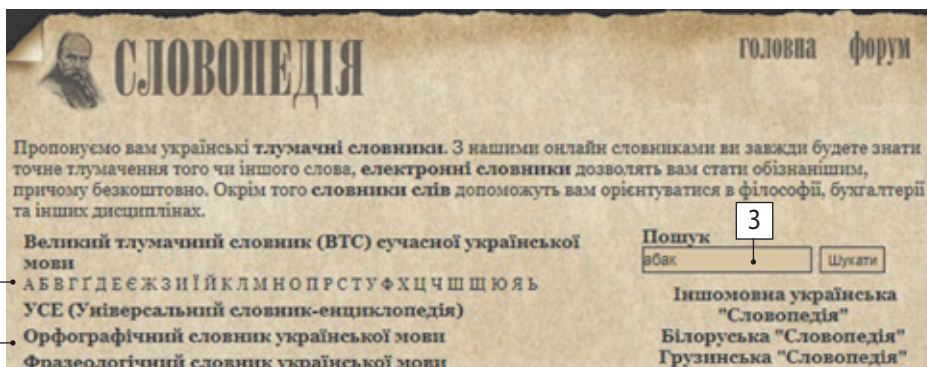 СЛОВОПЕДІЯ
головна форум
Пропонуємо вам українські тлумачні словники. З нашими онлайн словниками ви завжди будете знати
точне тлумачення того чи іншого слова, електронні словники дозволять вам стати обізнанішим,
причому безкоштовно. Окрім того словники слів допоможуть вам орієнтуватися в філософії, бухгалтерії
та інших дисциплінах.
Великий тлумачний словник (ВТС) сучасної української
мови
А Б В Г Ґ Д Е Є Ж З И Ї Й К Л М Н О П Р С Т У Ф Х Ц Ч Ш Щ Ю Я Ь
УСЕ (Універсальний словник-енциклопедія)
Орфографічний словник української мови
Фразеологічний словник української мови
3
Пошук
абак Шукати
Іншомовна українська
"Словопедія"
Білоруська "Словопедія"
Грузинська "Словопедія"